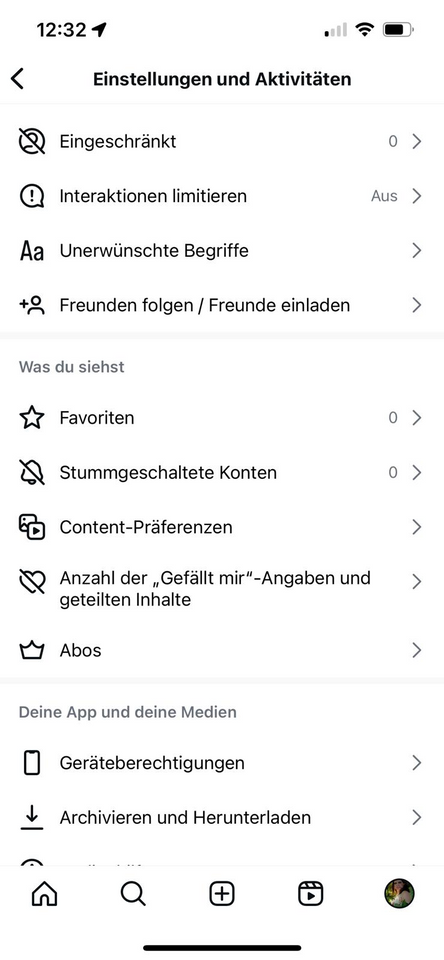 12:32
Einstellungen und Aktivitäten
Eingeschränkt 0
Interaktionen limitieren Aus
Aa Unerwünschte Begriffe
Freunden folgen / Freunde einladen
Was du siehst
Favoriten 0
Stummgeschaltete Konten 0
Content-Präferenzen
Anzahl der „Gefällt mir“-Angaben und
geteilten Inhalte
Abos
Deine App und deine Medien
Geräteberechtigungen
Archivieren und Herunterladen